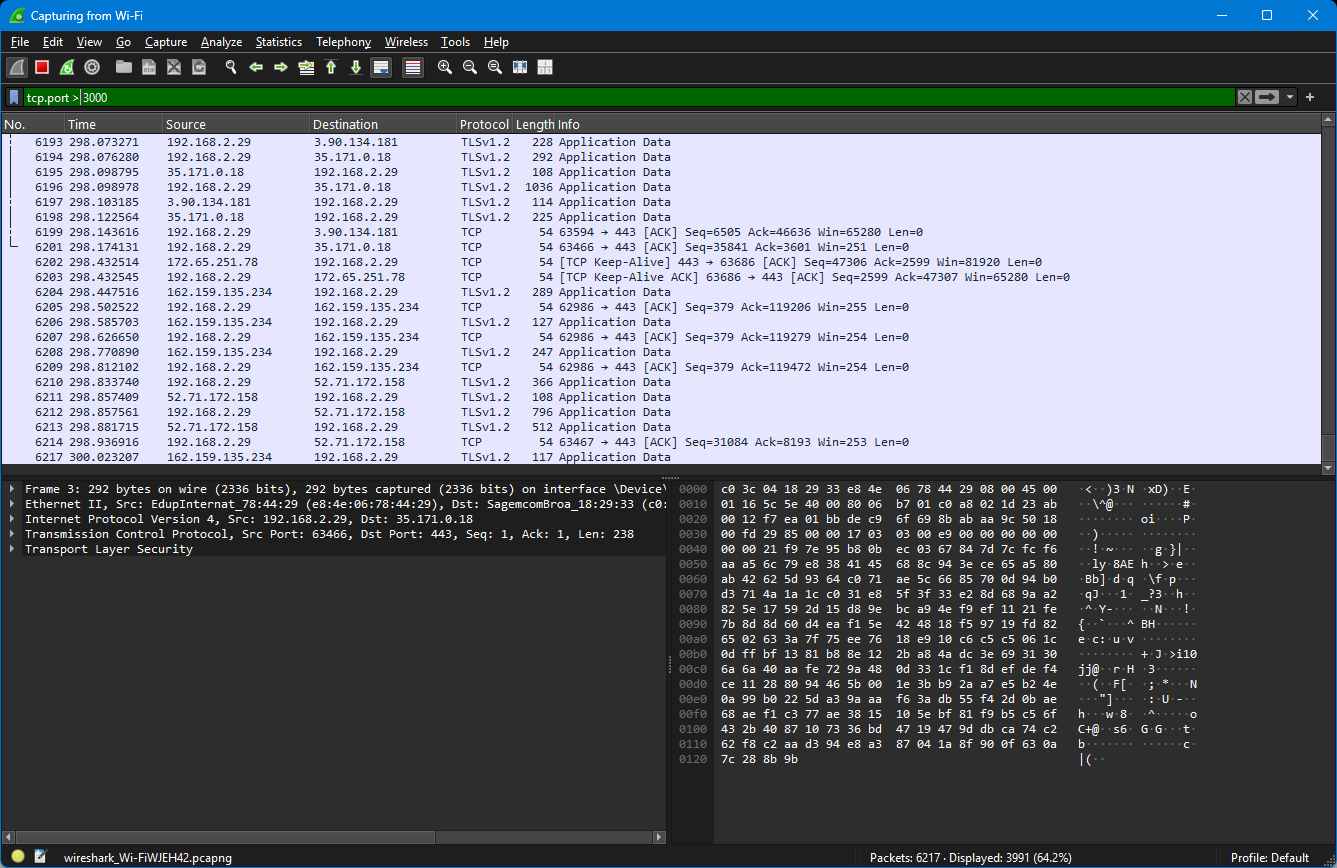 Capturing from Wi-Fi
File Edit View Go Capture Analyze Statistics Telephony Wireless Tools Help
tcp.port > 3000
No. Time Source Destination Protocol Length Info
6193 298.073271 192.168.2.29 3.90.134.181 TLSv1.2 228 Application Data
6194 298.076280 192.168.2.29 35.171.0.18 TLSv1.2 292 Application Data
6195 298.098795 35.171.0.18 192.168.2.29 TLSv1.2 108 Application Data
6196 298.098978 192.168.2.29 35.171.0.18 TLSv1.2 1036 Application Data
6197 298.103185 3.90.134.181 192.168.2.29 TLSv1.2 114 Application Data
6198 298.122564 35.171.0.18 192.168.2.29 TLSv1.2 225 Application Data
6199 298.143616 192.168.2.29 3.90.134.181 TCP 54 63594 → 443 [ACK] Seq=6505 Ack=46636 Win=65280 Len=0
6201 298.174131 192.168.2.29 35.171.0.18 TCP 54 63466 → 443 [ACK] Seq=35841 Ack=3601 Win=251 Len=0
6202 298.432514 172.65.251.78 192.168.2.29 TCP 54 [TCP Keep-Alive] 443 → 63686 [ACK] Seq=47306 Ack=2599 Win=81920 Len=0
6203 298.432545 192.168.2.29 172.65.251.78 TCP 54 [TCP Keep-Alive ACK] 63686 → 443 [ACK] Seq=2599 Ack=47307 Win=65280 Len=0
6204 298.447516 162.159.135.234 192.168.2.29 TLSv1.2 289 Application Data
6205 298.502522 192.168.2.29 162.159.135.234 TCP 54 62986 → 443 [ACK] Seq=379 Ack=119206 Win=255 Len=0
6206 298.585703 162.159.135.234 192.168.2.29 TLSv1.2 127 Application Data
6207 298.626650 192.168.2.29 162.159.135.234 TCP 54 62986 → 443 [ACK] Seq=379 Ack=119279 Win=254 Len=0
6208 298.770890 162.159.135.234 192.168.2.29 TLSv1.2 247 Application Data
6209 298.812102 192.168.2.29 162.159.135.234 TCP 54 62986 → 443 [ACK] Seq=379 Ack=119472 Win=254 Len=0
6210 298.833740 192.168.2.29 52.71.172.158 TLSv1.2 366 Application Data
6211 298.857409 52.71.172.158 192.168.2.29 TLSv1.2 108 Application Data
6212 298.857561 192.168.2.29 52.71.172.158 TLSv1.2 796 Application Data
6213 298.881715 52.71.172.158 192.168.2.29 TLSv1.2 512 Application Data
6214 298.936916 192.168.2.29 52.71.172.158 TCP 54 63467 → 443 [ACK] Seq=31084 Ack=8193 Win=253 Len=0
6217 300.023207 162.159.135.234 192.168.2.29 TLSv1.2 117 Application Data
Frame 3: 292 bytes on wire (2336 bits), 292 bytes captured (2336 bits) on interface \Device\
Ethernet II, Src: EdupInternat_78:44:29 (e8:4e:06:78:44:29), Dst: SagemcomBroa_18:29:33 (c0:
Internet Protocol Version 4, Src: 192.168.2.29, Dst: 35.171.0.18
Transmission Control Protocol, Src Port: 63466, Dst Port: 443, Seq: 1, Ack: 1, Len: 238
Transport Layer Security
0000 c0 3c 04 18 29 33 e8 4e 06 78 44 29 08 00 45 00 ·<··)3·N ·xD)··E·
0010 01 16 5c 5e 40 00 80 06 b7 01 c0 a8 02 1d 23 ab ··\^@··· ······#·
0020 00 12 f7 ea 01 bb de c9 6f 69 8b ab aa 9c 50 18 ········ oi····P·
0030 00 fd 29 85 00 00 17 03 03 00 e9 00 00 00 00 00 ··)····· ········
0040 00 00 21 f9 7e 95 b8 0b ec 03 67 84 7d 7c fc f6 ··!·~··· ··g·}|··
0050 aa a5 6c 79 e8 38 41 45 68 8c 94 3e ce 65 a5 80 ··ly·8AE h··>·e··
0060 ab 42 62 5d 93 64 c0 71 ae 5c 66 85 70 0d 94 b0 ·Bb]·d·q ·\f·p···
0070 d3 71 4a 1a 1c c0 31 e8 5f 3f 33 e2 8d 68 9a a2 ·qJ···1· _?3··h··
0080 82 5e 17 59 2d 15 d8 9e bc a9 4e f9 ef 11 21 fe ·^·Y-··· ··N···!·
0090 7b 8d 8d 60 d4 ea f1 5e 42 48 18 f5 97 19 fd 82 {··`···^ BH······
00a0 65 02 63 3a 7f 75 ee 76 18 e9 10 c6 c5 c5 06 1c e·c:·u·v ········
00b0 0d ff bf 13 81 b8 8e 12 2b a8 4a dc 3e 69 31 30 ········ +·J·>i10
00c0 6a 6a 40 aa fe 72 9a 48 0d 33 1c f1 8d ef de f4 jj@··r·H ·3······
00d0 ce 11 28 80 94 46 5b 00 1e 3b b9 2a a7 e5 b2 4e ··(··F[· ·;·*···N
00e0 0a 99 b0 22 5d a3 9a aa f6 3a db 55 f4 2d 0b ae ···"]··· ·:·U·-··
00f0 68 ae f1 c3 77 ae 38 15 10 5e bf 81 f9 b5 c5 6f h···w·8· ·^·····o
0100 43 2b 40 87 10 73 36 bd 47 19 47 9d db ca 74 c2 C+@··s6· G·G···t·
0110 62 f8 c2 aa d3 94 e8 a3 87 04 1a 8f 90 0f 63 0a b······· ······c·
0120 7c 28 8b 9b |(··
wireshark_Wi-FiWJEH42.pcapng
Packets: 6217 · Displayed: 3991 (64.2%)
Profile: Default